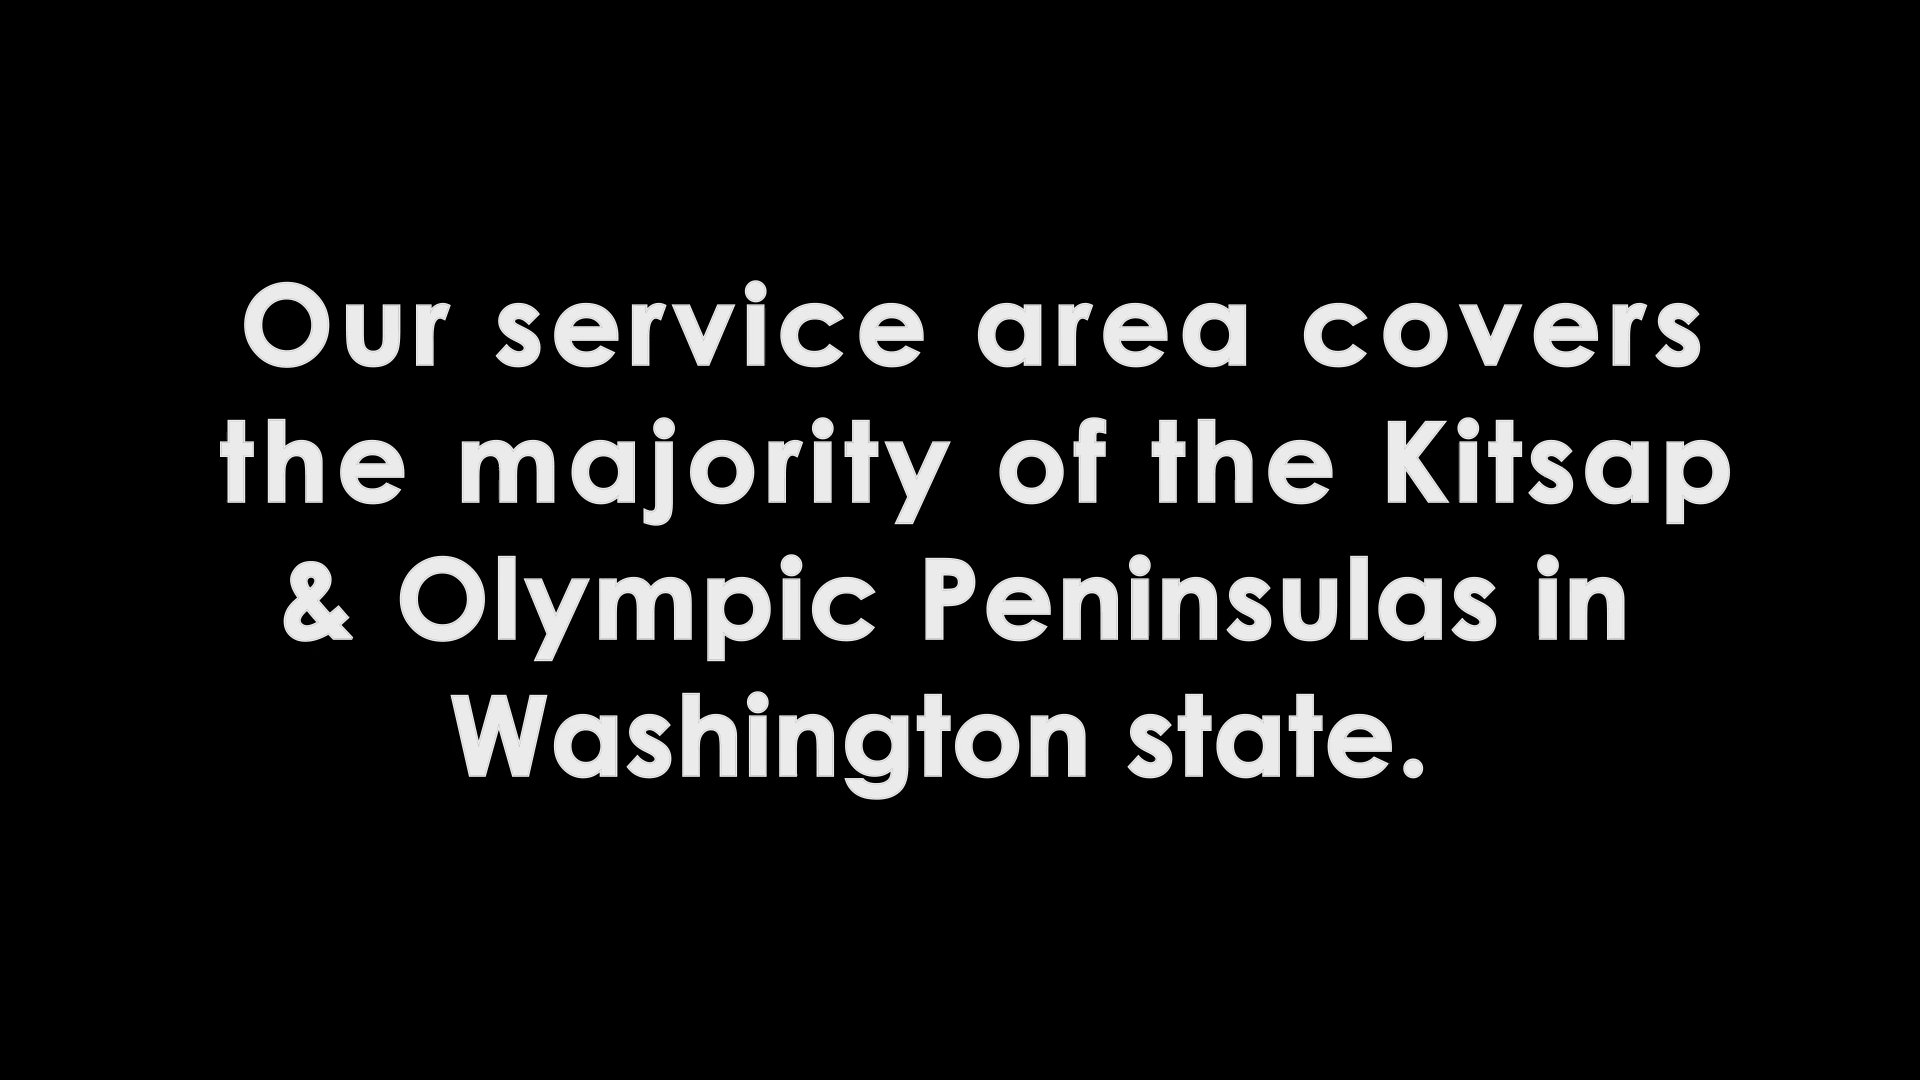 Our service area covers
the majority of the Kitsap
& Olympic Peninsulas in
Washington state.